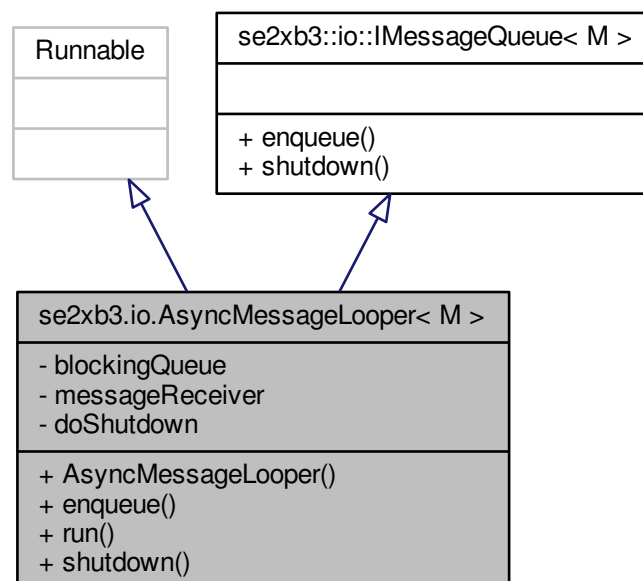 Runnable
se2xb3::io::IMessageQueue< M >
+ enqueue()
+ shutdown()
se2xb3.io.AsyncMessageLooper< M >
- blockingQueue
- messageReceiver
- doShutdown
+ AsyncMessageLooper()
+ enqueue()
+ run()
+ shutdown()